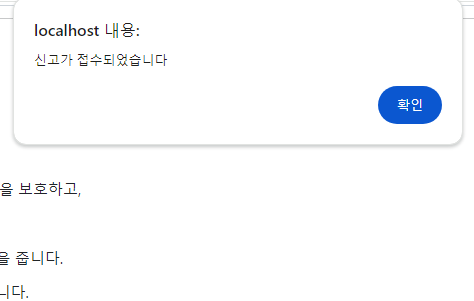 localhost 내용:
신고가 접수되었습니다
확인
을 보호하고,
을 줍니다.
니다.